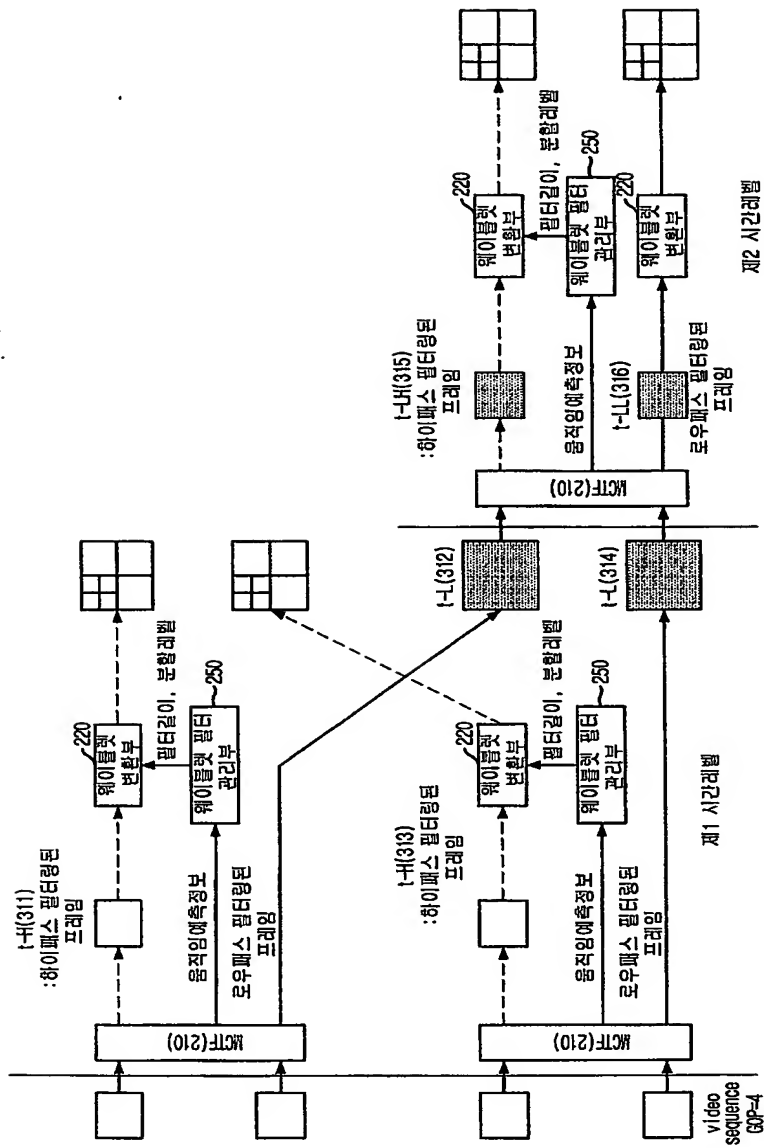 video
sequence
GOP=4
MCTF(210)
t-H(311)
:하이패스 필터링된
프레임
움직임예측정보
로우패스 필터링된
프레임
220
웨이블렛
변환부
필터길이, 분할레벨
250
웨이블렛 필터
관리부
MCTF(210)
t-H(313)
:하이패스 필터링된
프레임
움직임예측정보
로우패스 필터링된
프레임
220
웨이블렛
변환부
필터길이, 분할레벨
250
웨이블렛 필터
관리부
제1 시간레벨
t-L(312)
t-L(314)
MCTF(210)
t-LH(315)
:하이패스 필터링된
프레임
움직임예측정보
t-LL(316)
로우패스 필터링된
프레임
220
웨이블렛
변환부
필터길이, 분할레벨
250
웨이블렛 필터
관리부
220
웨이블렛
변환부
제2 시간레벨